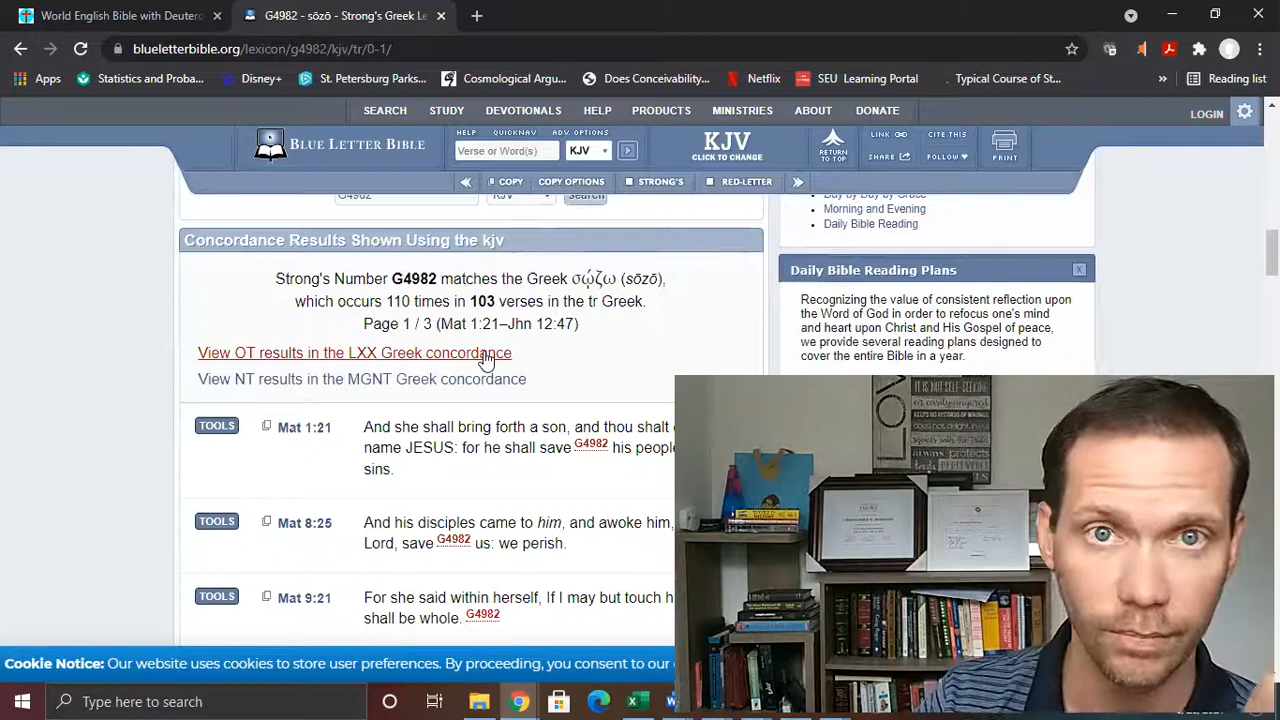 World English Bible with Deuterc
G4982 - sōzō - Strong's Greek Le
blueletterbible.org/lexicon/g4982/kjv/tr/0-1/
Apps Statistics and Proba... Disney+ St. Petersburg Parks... Cosmological Argu... Does Conceivability... Netflix SEU Learning Portal Typical Course of St... » Reading list
SEARCH STUDY DEVOTIONALS HELP PRODUCTS MINISTRIES ABOUT DONATE LOGIN
BLUE LETTER BIBLE
HELP QUICKNAV ADV. OPTIONS
Verse or Word(s) KJV
KJV
CLICK TO CHANGE
RETURN TO TOP
LINK
SHARE
CITE THIS
FOLLOW
PRINT
COPY COPY OPTIONS STRONG'S RED-LETTER
G4982 KJV search
Day by Day by Grace
Morning and Evening
Daily Bible Reading
Concordance Results Shown Using the kjv
Strong's Number G4982 matches the Greek σῴζω (sōzō),
which occurs 110 times in 103 verses in the tr Greek.
Page 1 / 3 (Mat 1:21–Jhn 12:47)
View OT results in the LXX Greek concordance
View NT results in the MGNT Greek concordance
Daily Bible Reading Plans
Recognizing the value of consistent reflection upon
the Word of God in order to refocus one's mind
and heart upon Christ and His Gospel of peace,
we provide several reading plans designed to
cover the entire Bible in a year.
TOOLS Mat 1:21 And she shall bring forth a son, and thou shalt
name JESUS: for he shall save G4982 his people
sins.
TOOLS Mat 8:25 And his disciples came to him, and awoke him,
Lord, save G4982 us: we perish.
TOOLS Mat 9:21 For she said within herself, If I may but touch h
shall be whole. G4982
Cookie Notice: Our website uses cookies to store user preferences. By proceeding, you consent to our
Type here to search